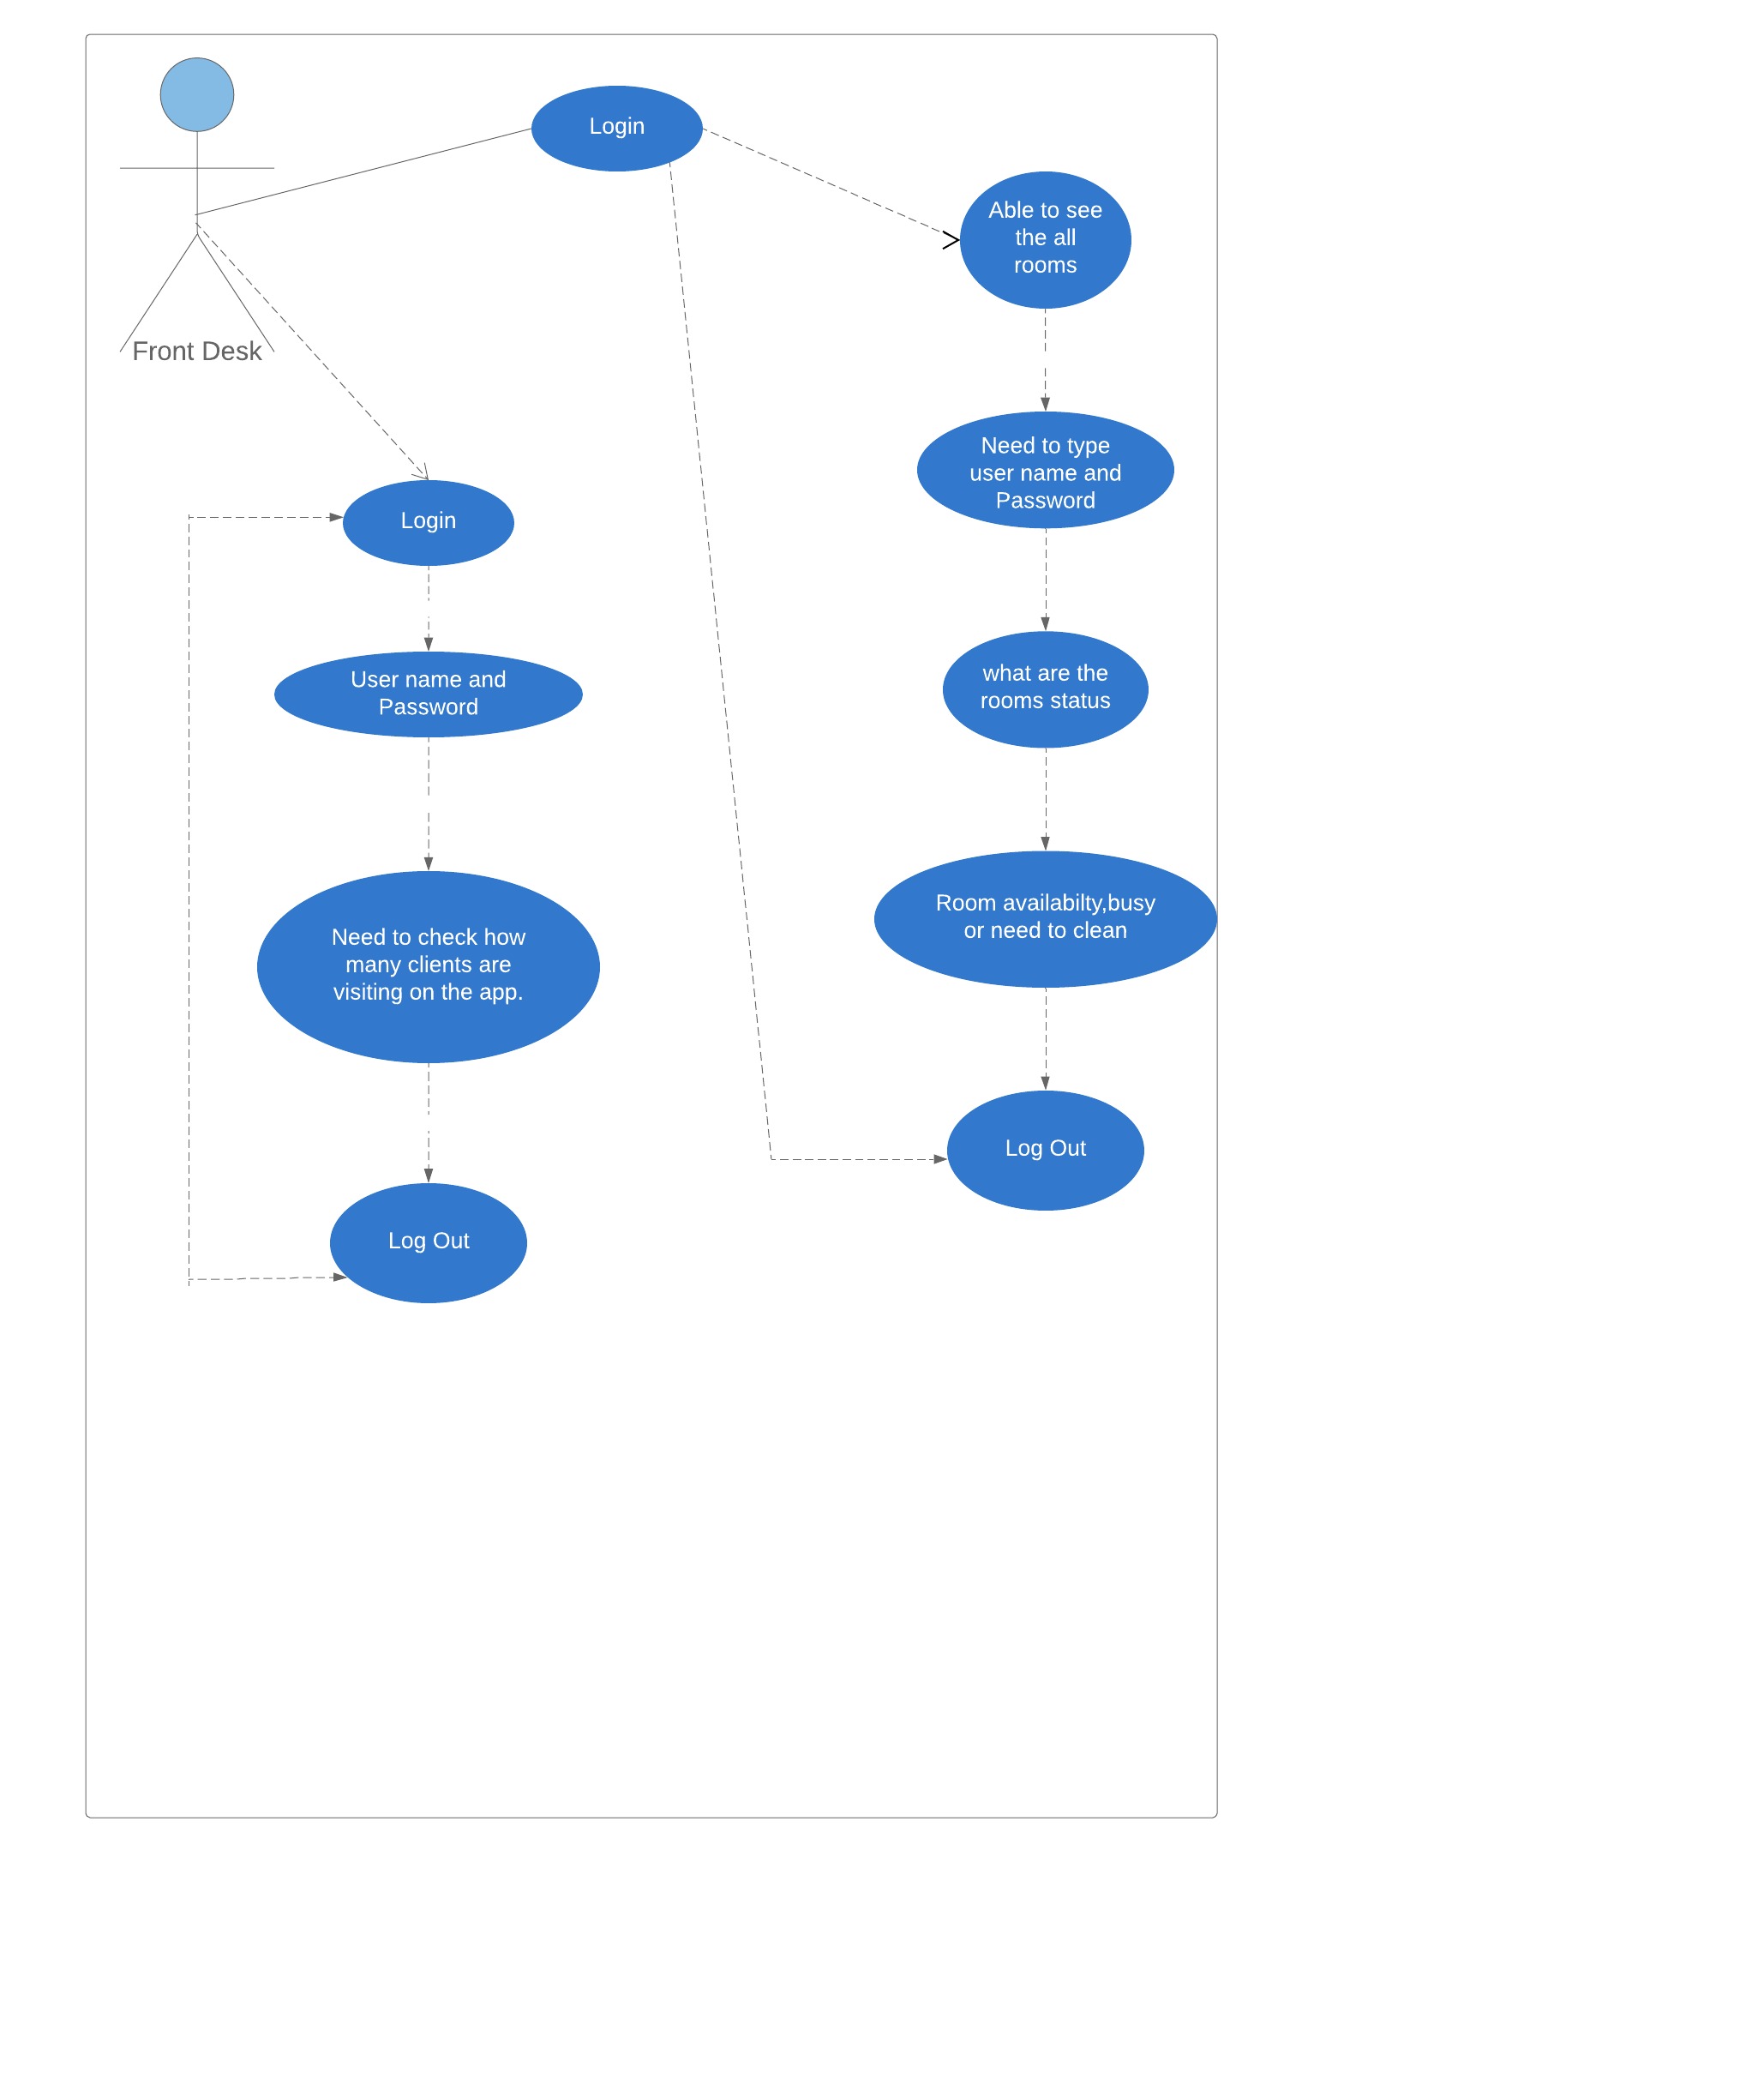 Login
Able to see
the all
rooms
Front Desk
Need to type
user name and
Password
Login
User name and
Password
what are the
rooms status
Need to check how
many clients are
visiting on the app.
Room availabilty,busy
or need to clean
Log Out
Log Out